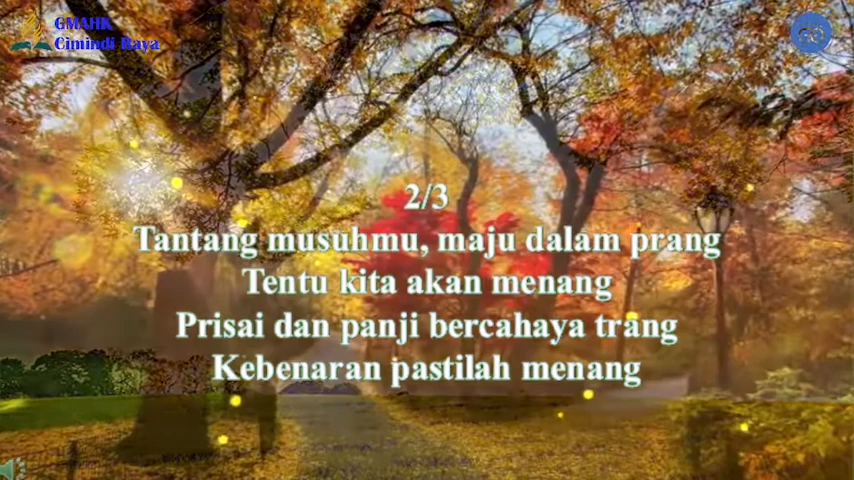 GMAHK
Cimindi Raya
2/3
Tantang musuhmu, maju dalam prang
Tentu kita akan menang
Prisai dan panji bercahaya trang
Kebenaran pastilah menang